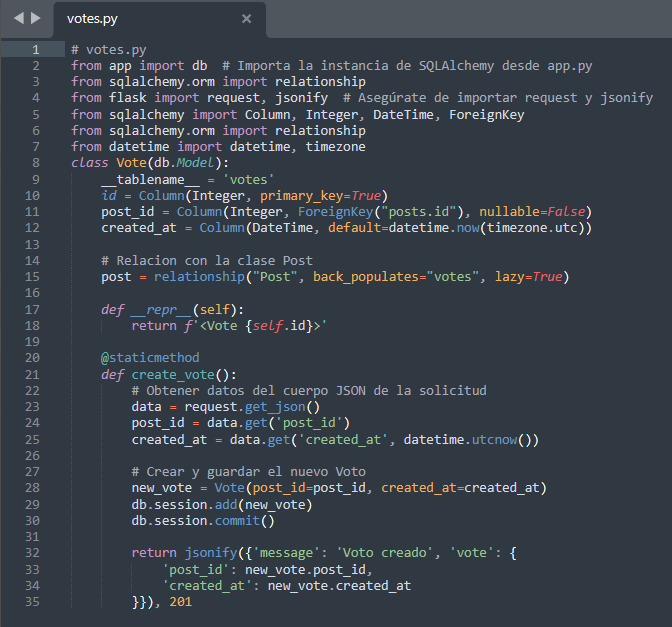 votes.py
1 # votes.py
2 from app import db  # Importa la instancia de SQLAlchemy desde app.py
3 from sqlalchemy.orm import relationship
4 from flask import request, jsonify  # Asegúrate de importar request y jsonify
5 from sqlalchemy import Column, Integer, DateTime, ForeignKey
6 from sqlalchemy.orm import relationship
7 from datetime import datetime, timezone
8 class Vote(db.Model):
9     __tablename__ = 'votes'
10     id = Column(Integer, primary_key=True)
11     post_id = Column(Integer, ForeignKey("posts.id"), nullable=False)
12     created_at = Column(DateTime, default=datetime.now(timezone.utc))
13
14     # Relacion con la clase Post
15     post = relationship("Post", back_populates="votes", lazy=True)
16
17     def __repr__(self):
18         return f'<Vote {self.id}>'
19
20     @staticmethod
21     def create_vote():
22         # Obtener datos del cuerpo JSON de la solicitud
23         data = request.get_json()
24         post_id = data.get('post_id')
25         created_at = data.get('created_at', datetime.utcnow())
26
27         # Crear y guardar el nuevo Voto
28         new_vote = Vote(post_id=post_id, created_at=created_at)
29         db.session.add(new_vote)
30         db.session.commit()
31
32         return jsonify({'message': 'Voto creado', 'vote': {
33             'post_id': new_vote.post_id,
34             'created_at': new_vote.created_at
35         }}), 201